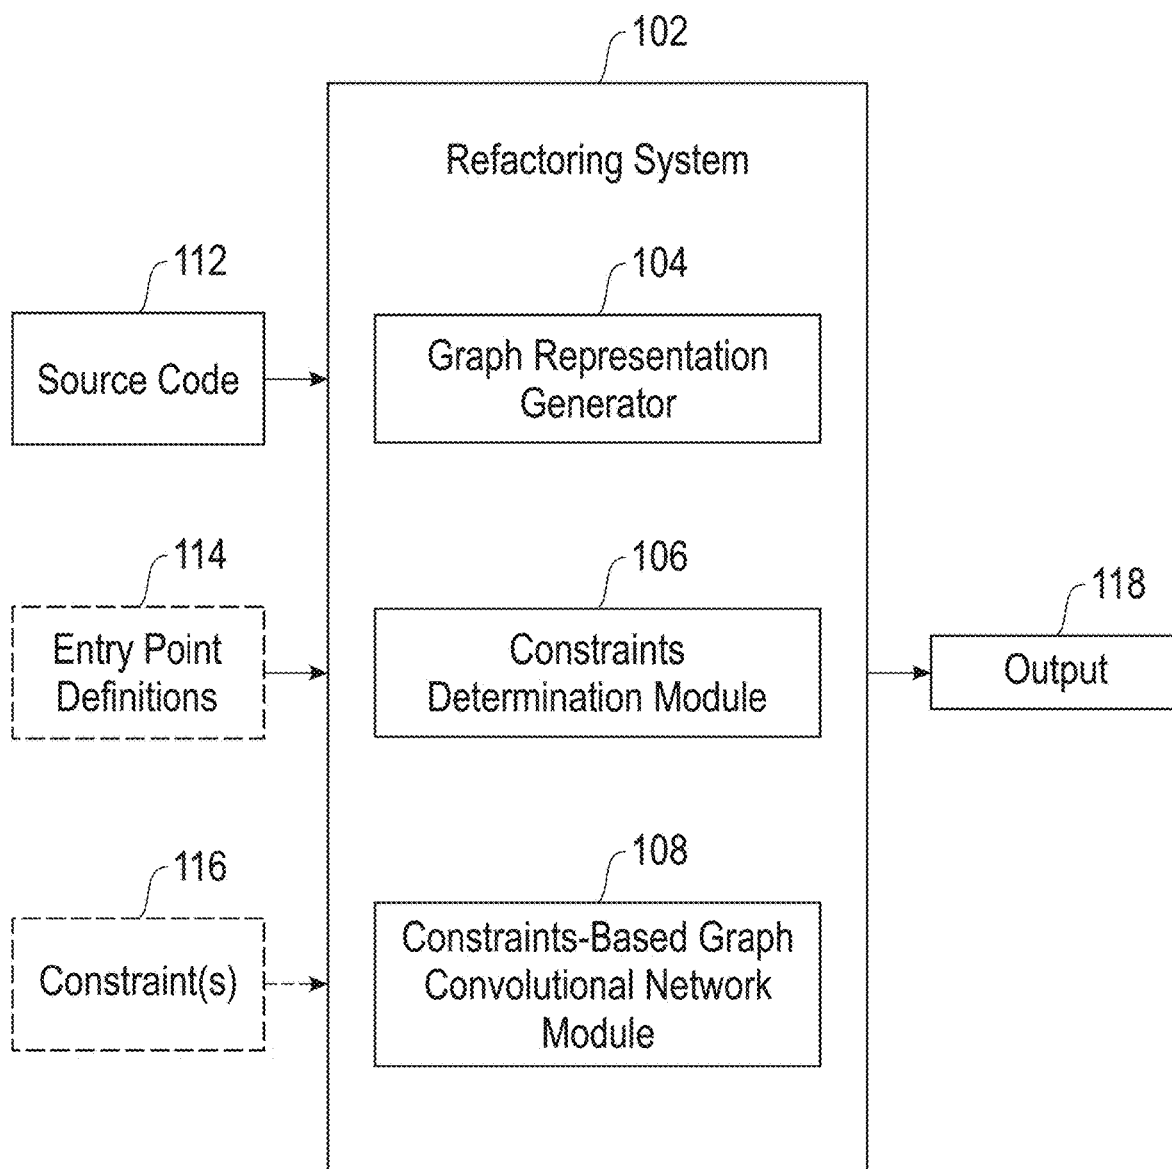 102
Refactoring System
112
104
Source Code
Graph Representation
Generator
114
106
118
Entry Point
Definitions
Constraints
Determination Module
Output
116
108
Constraint(s)
Constraints-Based Graph
Convolutional Network
Module